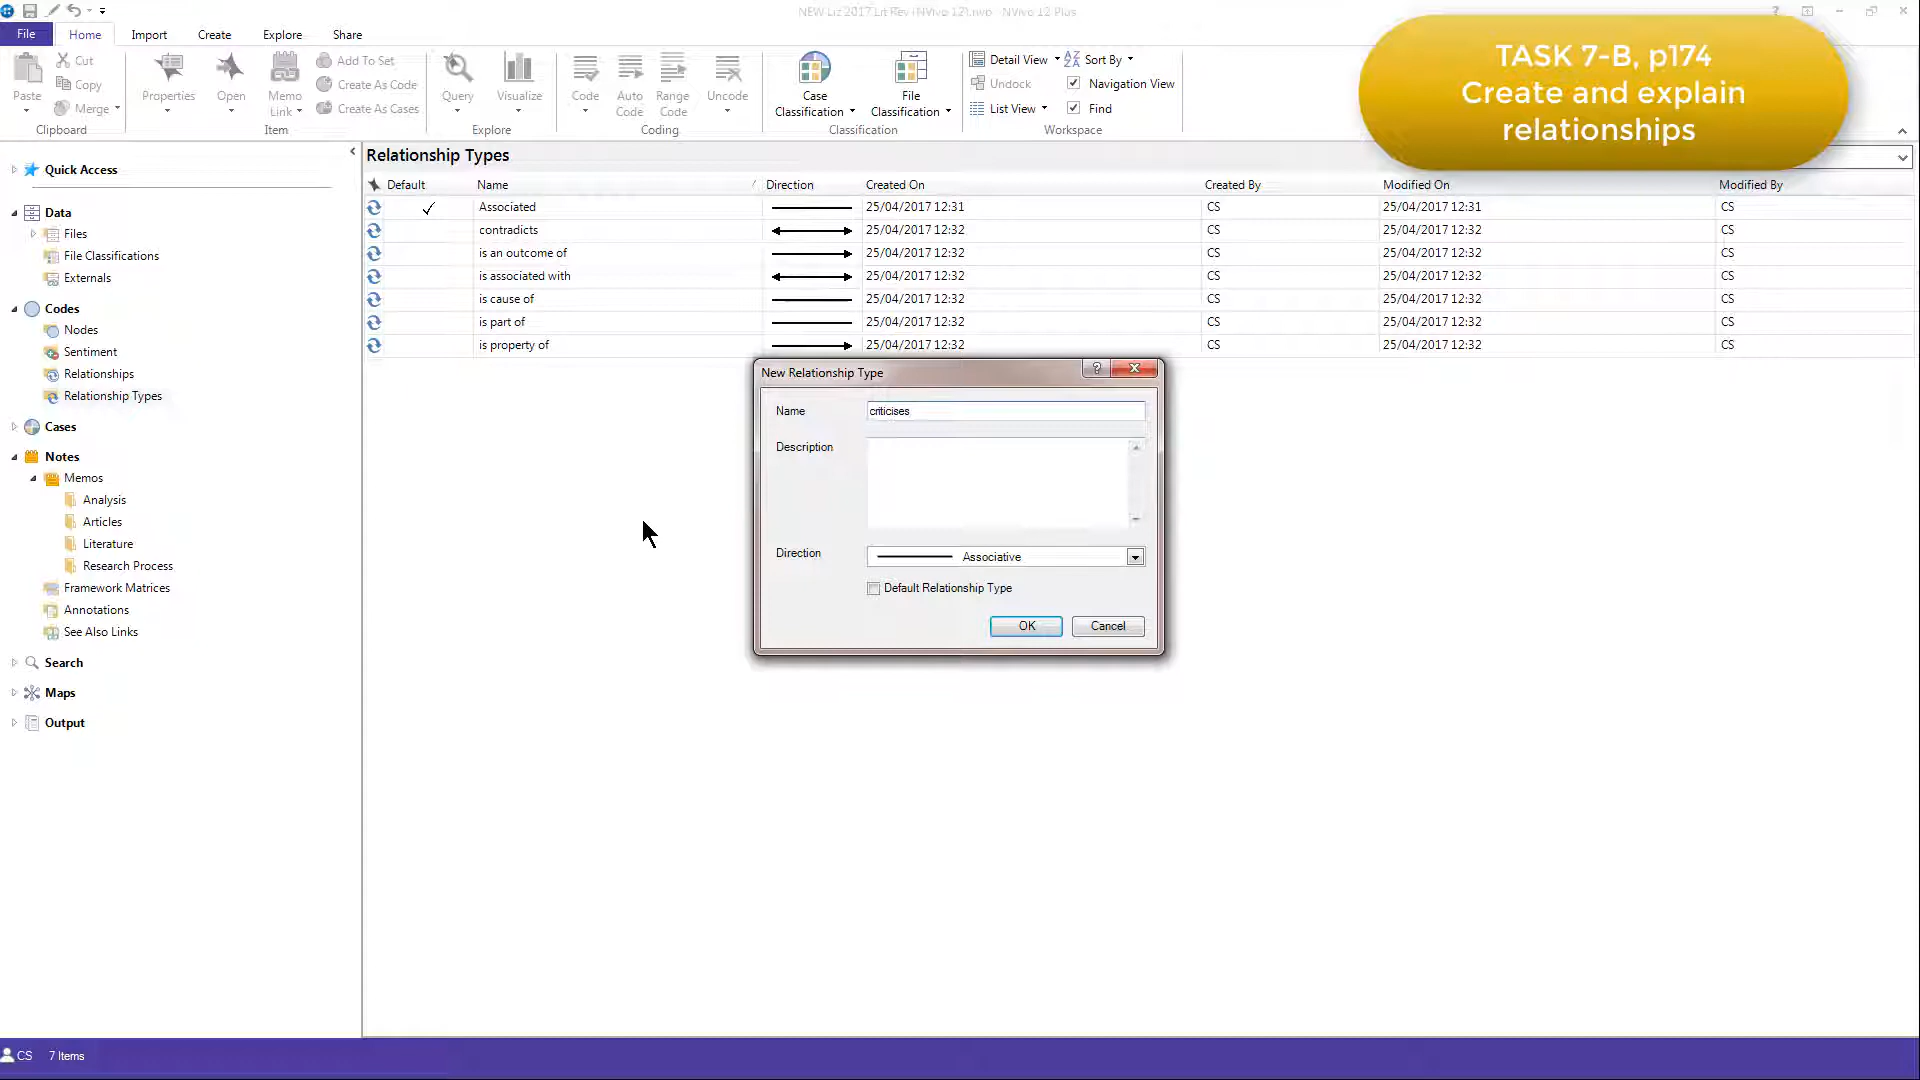 NEW Liz 2017 Lit Rev (NVivo 12).nvp - NVivo 12 Plus
File Home Import Create Explore Share
TASK 7-B, p174
Create and explain
relationships
Paste Cut Copy Merge
Clipboard
Properties Open Memo Link Add To Set Create As Code Create As Cases
Item
Query Visualize
Explore
Code Auto Code Range Code Uncode
Coding
Case Classification File Classification
Classification
Detail View Sort By
Undock Navigation View
List View Find
Workspace
Quick Access
Data
Files
File Classifications
Externals
Codes
Nodes
Sentiment
Relationships
Relationship Types
Cases
Notes
Memos
Analysis
Articles
Literature
Research Process
Framework Matrices
Annotations
See Also Links
Search
Maps
Output
Relationship Types
Default Name Direction Created On Created By Modified On Modified By
Associated 25/04/2017 12:31 CS 25/04/2017 12:31 CS
contradicts 25/04/2017 12:32 CS 25/04/2017 12:32 CS
is an outcome of 25/04/2017 12:32 CS 25/04/2017 12:32 CS
is associated with 25/04/2017 12:32 CS 25/04/2017 12:32 CS
is cause of 25/04/2017 12:32 CS 25/04/2017 12:32 CS
is part of 25/04/2017 12:32 CS 25/04/2017 12:32 CS
is property of 25/04/2017 12:32 CS 25/04/2017 12:32 CS
New Relationship Type
Name criticises
Description
Direction Associative
Default Relationship Type
OK Cancel
CS 7 Items